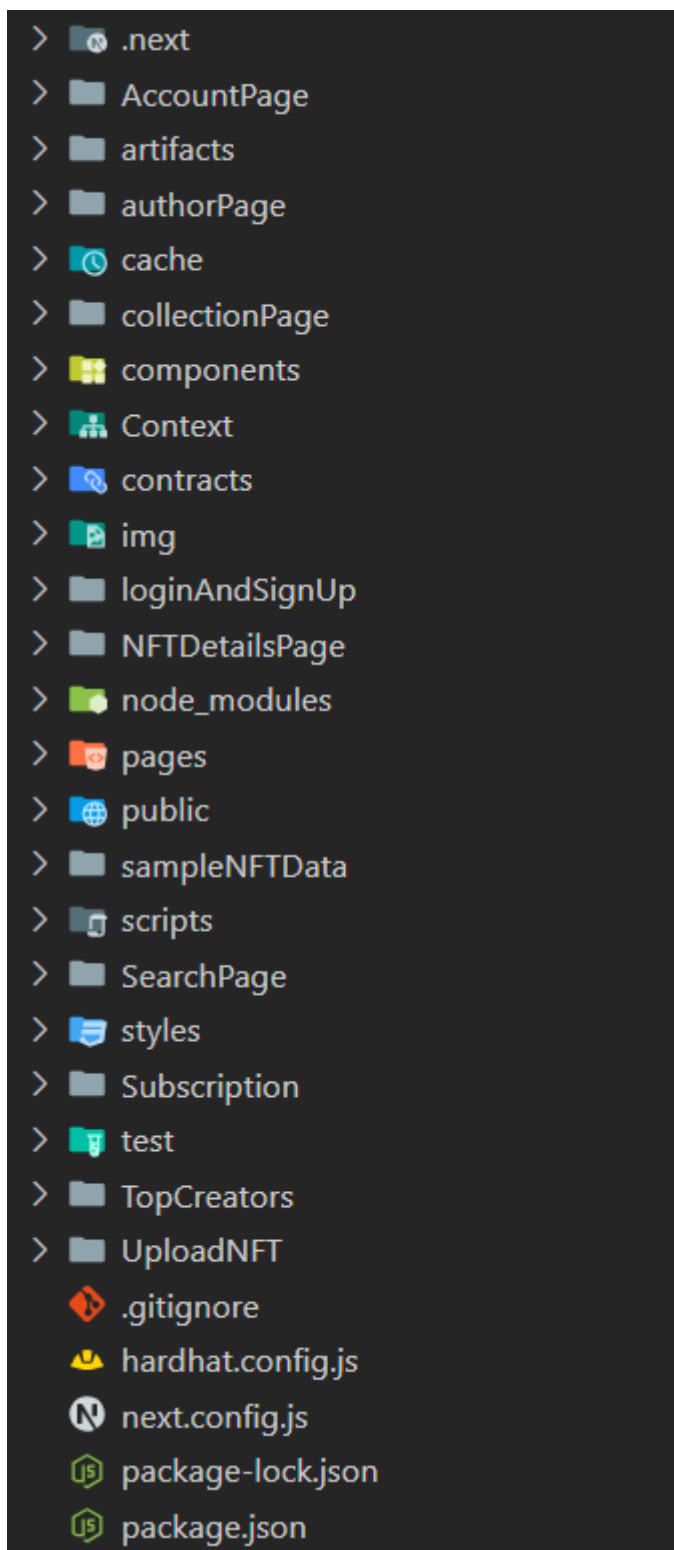 .next
AccountPage
artifacts
authorPage
cache
collectionPage
components
Context
contracts
img
loginAndSignUp
NFTDetailsPage
node_modules
pages
public
sampleNFTData
scripts
SearchPage
styles
Subscription
test
TopCreators
UploadNFT
.gitignore
hardhat.config.js
next.config.js
package-lock.json
package.json